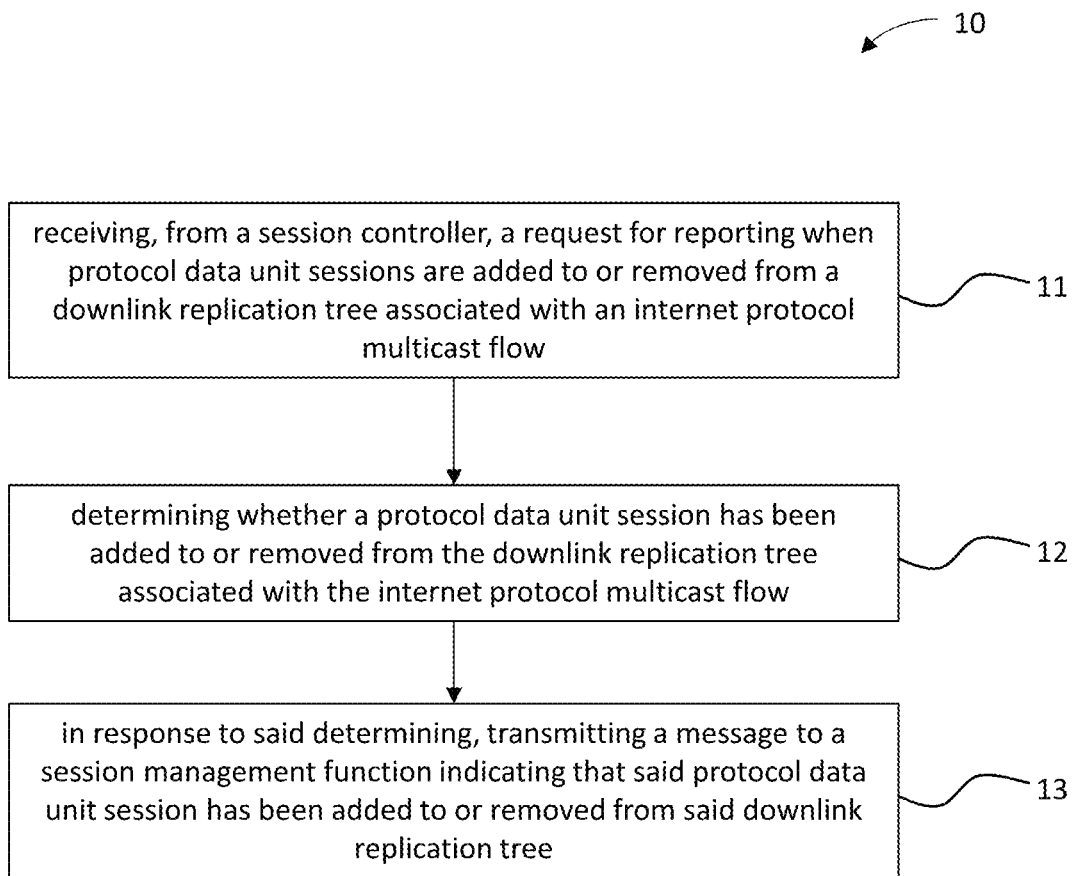 10
receiving, from a session controller, a request for reporting when
protocol data unit sessions are added to or removed from a
downlink replication tree associated with an internet protocol
multicast flow
11
determining whether a protocol data unit session has been
added to or removed from the downlink replication tree
associated with the internet protocol multicast flow
12
in response to said determining, transmitting a message to a
session management function indicating that said protocol data
unit session has been added to or removed from said downlink
replication tree
13